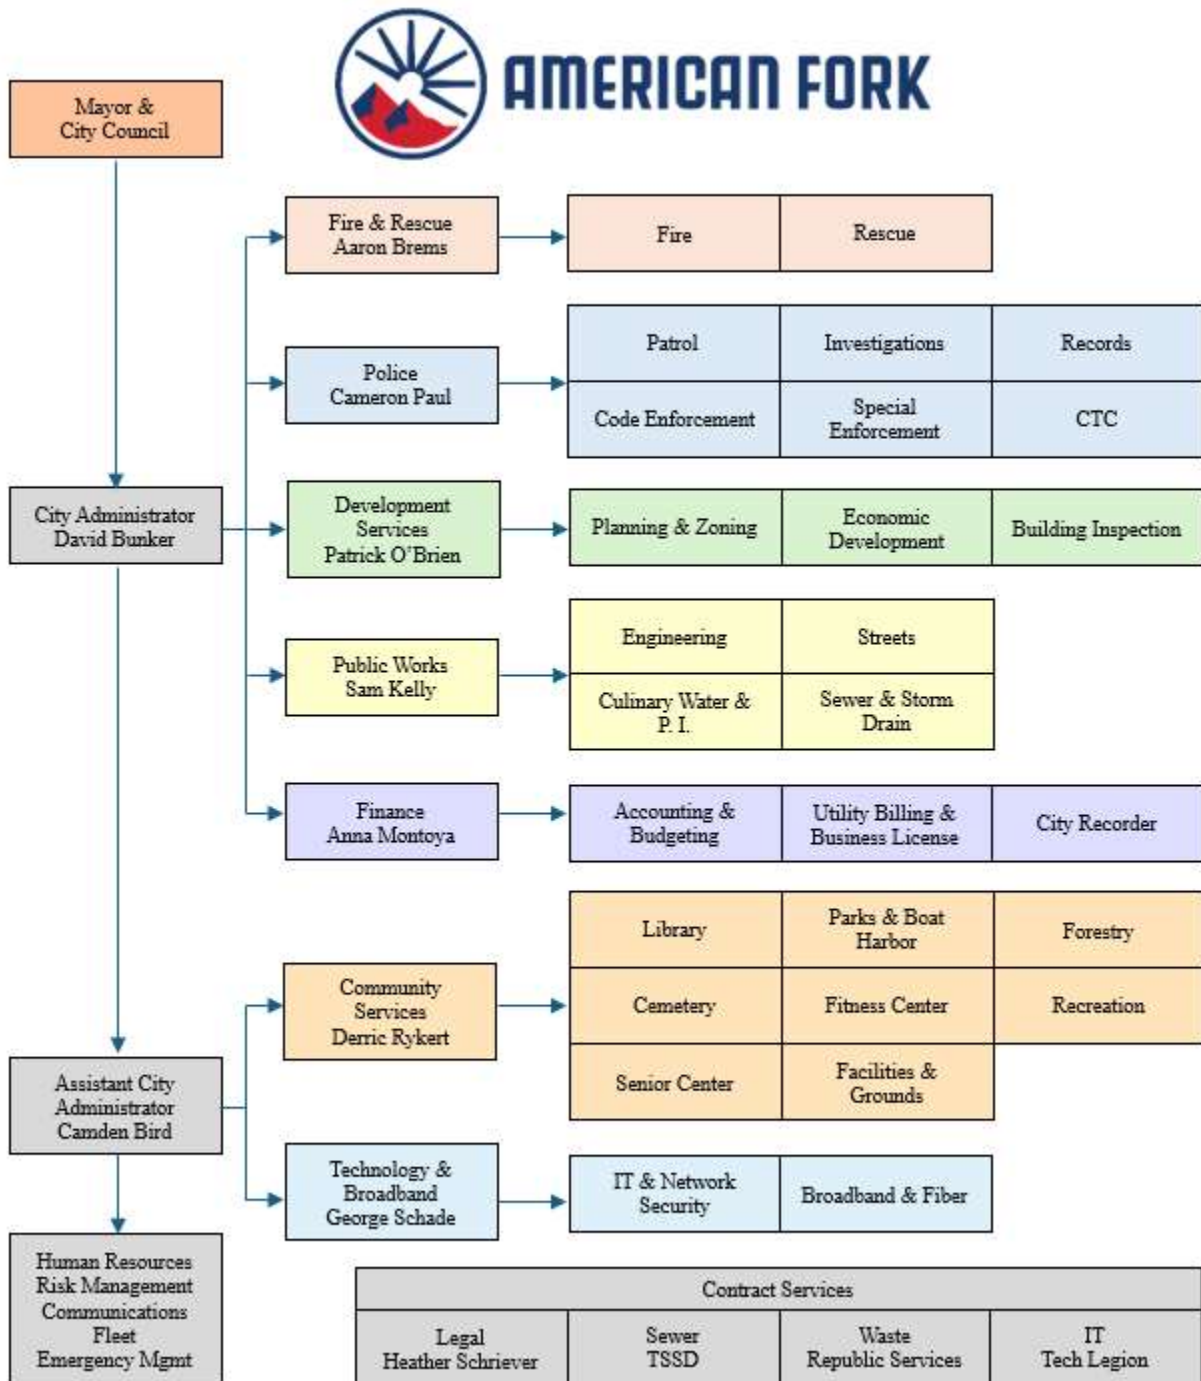 AMERICAN FORK
Mayor &
City Council
Fire & Rescue
Aaron Brems
Fire
Rescue
Police
Cameron Paul
Patrol
Investigations
Records
Code Enforcement
Special
Enforcement
CTC
City Administrator
David Bunker
Development
Services
Patrick O'Brien
Planning & Zoning
Economic
Development
Building Inspection
Public Works
Sam Kelly
Engineering
Streets
Culinary Water &
P. I.
Sewer & Storm
Drain
Finance
Anna Montoya
Accounting &
Budgeting
Utility Billing &
Business License
City Recorder
Community
Services
Derric Rykert
Library
Parks & Boat
Harbor
Forestry
Cemetery
Fitness Center
Recreation
Senior Center
Facilities &
Grounds
Assistant City
Administrator
Camden Bird
Technology &
Broadband
George Schade
IT & Network
Security
Broadband & Fiber
Human Resources
Risk Management
Communications
Fleet
Emergency Mgmt
Contract Services
Legal
Heather Schriever
Sewer
TSSD
Waste
Republic Services
IT
Tech Legion